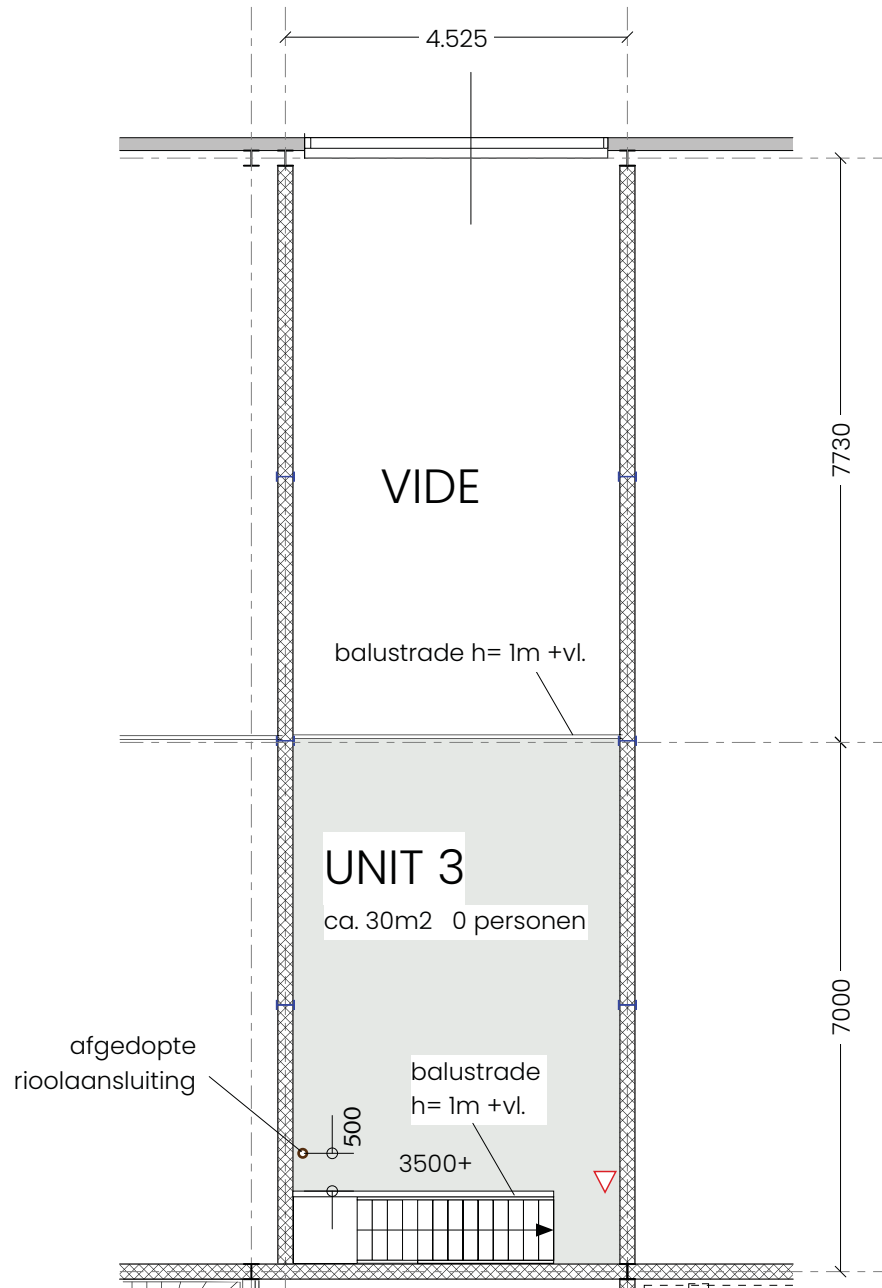 4.525
7730
VIDE
balustrade h= 1m +vl.
UNIT 3
ca. 30m2 0 personen
7000
afgedopte
rioolaansluiting
balustrade
h= 1m +vl.
500
3500+